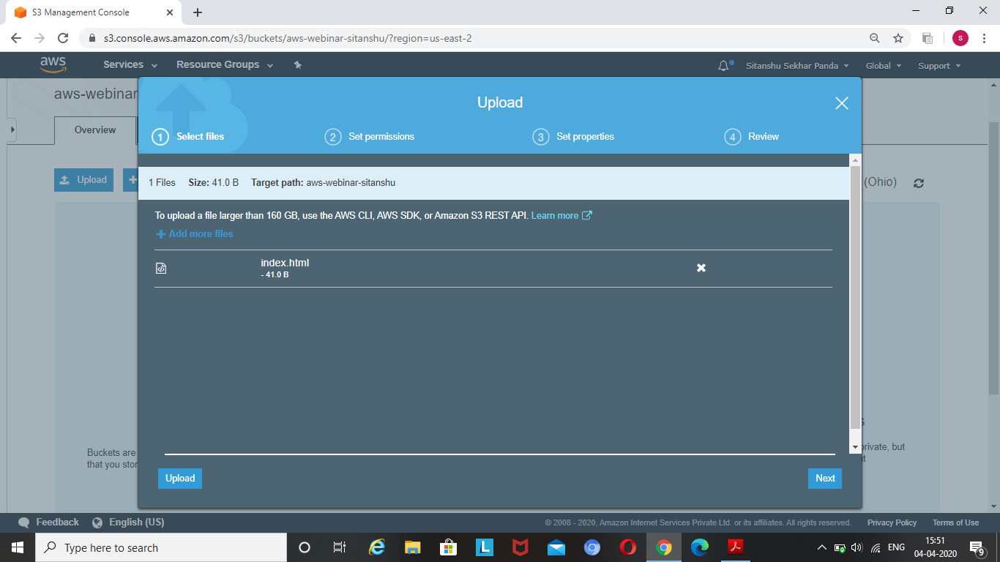 S3 Management Console
s3.console.aws.amazon.com/s3/buckets/aws-webinar-sitanshu/?region=us-east-2
s
aws
Services
Resource Groups
Sitanshu Sekhar Panda
Global
Support
aws-webinar
Upload
Overview
1 Select files
2 Set permissions
3 Set properties
4 Review
Upload
1 Files Size: 41.0 B Target path: aws-webinar-sitanshu
(Ohio)
To upload a file larger than 160 GB, use the AWS CLI, AWS SDK, or Amazon S3 REST API. Learn more
Add more files
index.html
- 41.0 B
Buckets are
that you stor
private, but
Upload
Next
Feedback
English (US)
© 2008 - 2020, Amazon Internet Services Private Ltd. or its affiliates. All rights reserved.
Privacy Policy
Terms of Use
Type here to search
L
ENG
15:51
04-04-2020
9